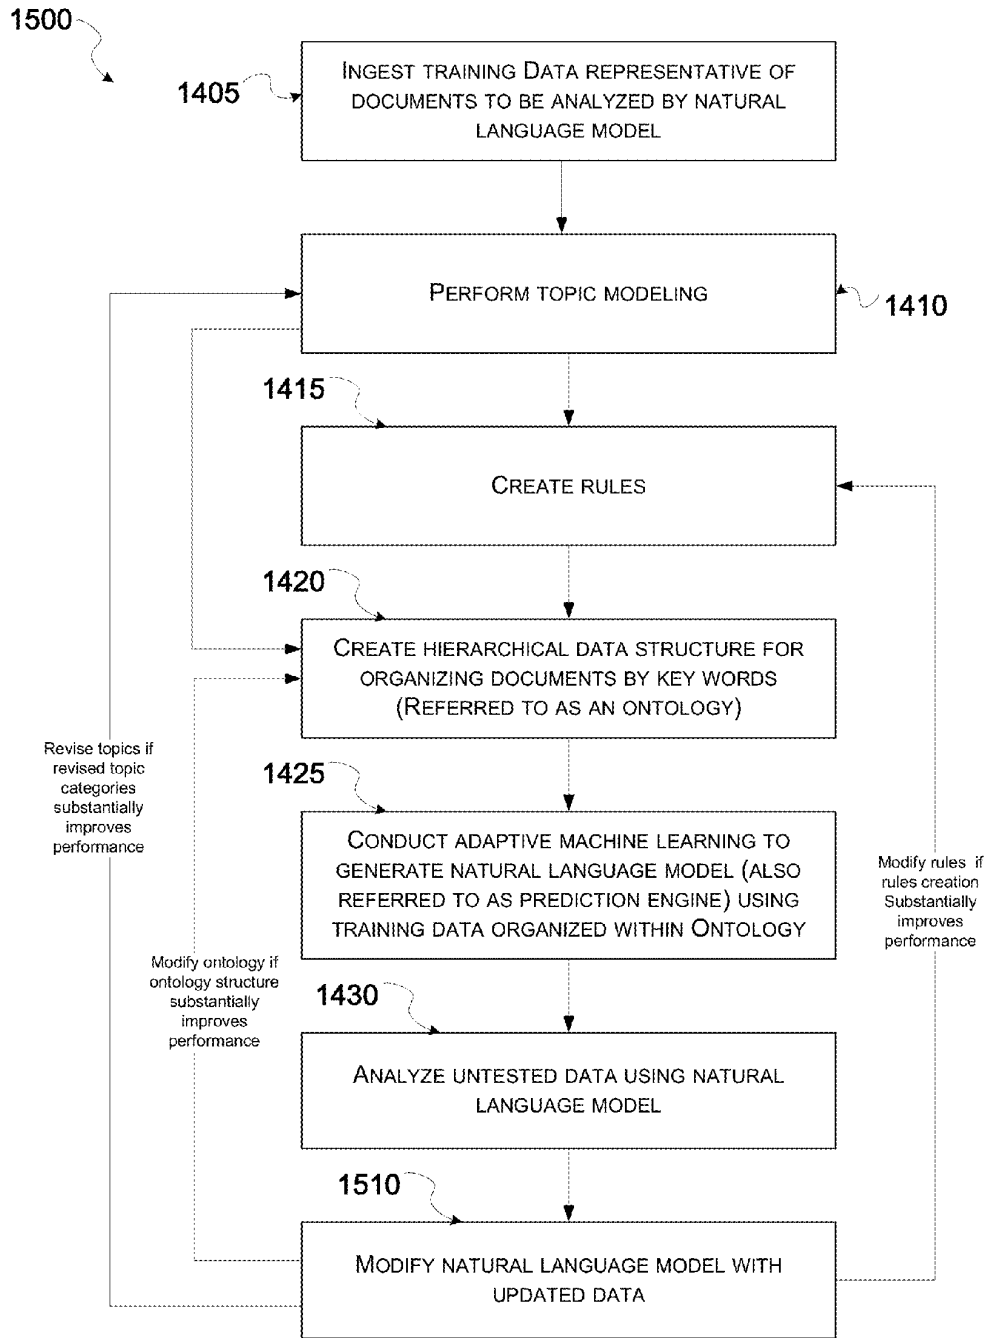 1500
1405
INGEST TRAINING DATA REPRESENTATIVE OF
DOCUMENTS TO BE ANALYZED BY NATURAL
LANGUAGE MODEL
PERFORM TOPIC MODELING
1410
1415
CREATE RULES
1420
CREATE HIERARCHICAL DATA STRUCTURE FOR
ORGANIZING DOCUMENTS BY KEY WORDS
(REFERRED TO AS AN ONTOLOGY)
Revise topics if
revised topic
categories
substantially
improves
performance
1425
CONDUCT ADAPTIVE MACHINE LEARNING TO
GENERATE NATURAL LANGUAGE MODEL (ALSO
REFERRED TO AS PREDICTION ENGINE) USING
TRAINING DATA ORGANIZED WITHIN ONTOLOGY
Modify rules if
rules creation
Substantially
improves
performance
Modify ontology if
ontology structure
substantially
improves
performance
1430
ANALYZE UNTESTED DATA USING NATURAL
LANGUAGE MODEL
1510
MODIFY NATURAL LANGUAGE MODEL WITH
UPDATED DATA